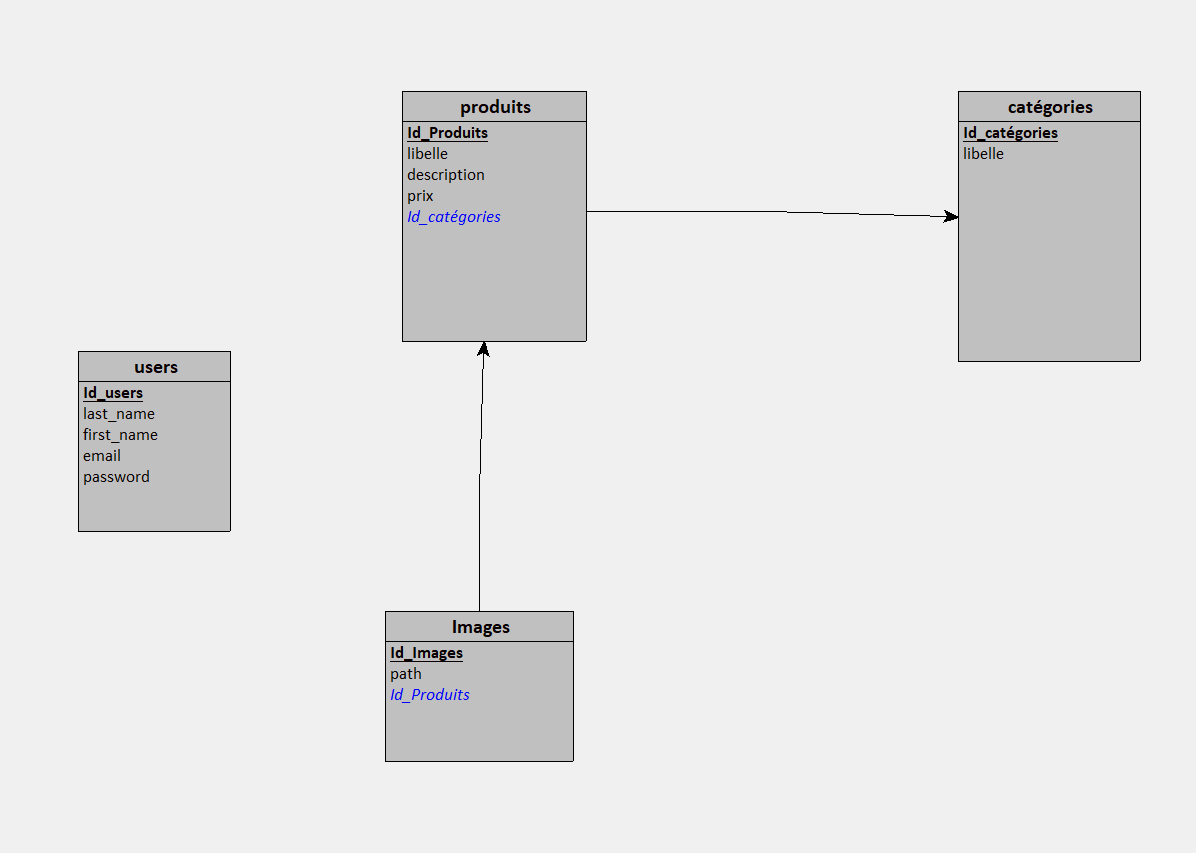 produits
Id_Produits
libelle
description
prix
Id_catégories
catégories
Id_catégories
libelle
users
Id_users
last_name
first_name
email
password
Images
Id_Images
path
Id_Produits